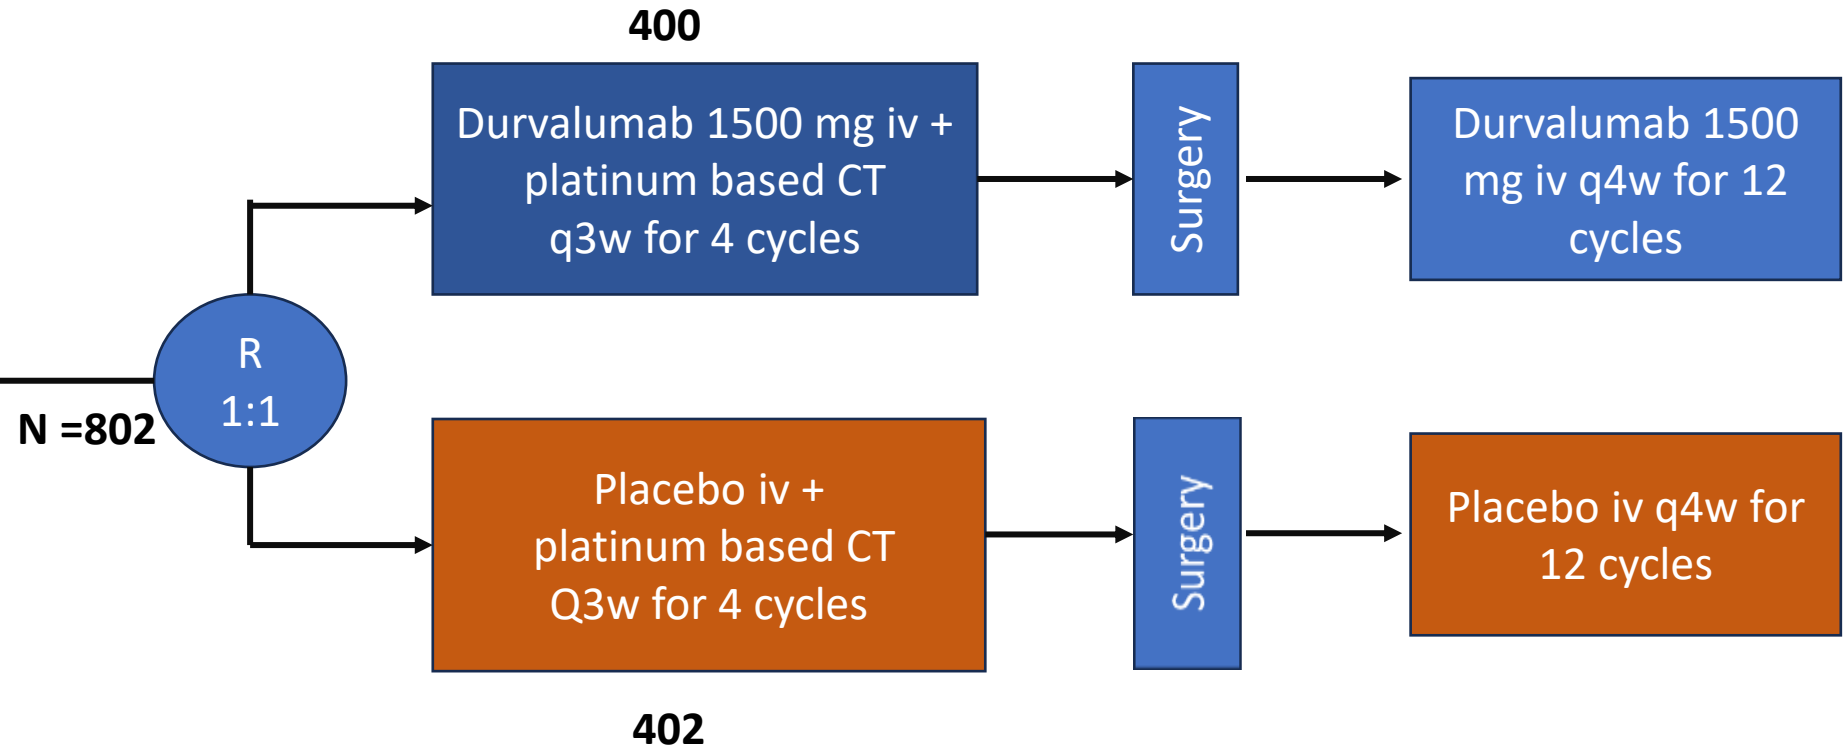 400
Durvalumab 1500 mg iv +
platinum based CT
q3w for 4 cycles
Surgery
Durvalumab 1500
mg iv q4w for 12
cycles
R
1:1
N =802
Placebo iv +
platinum based CT
Q3w for 4 cycles
Surgery
Placebo iv q4w for
12 cycles
402